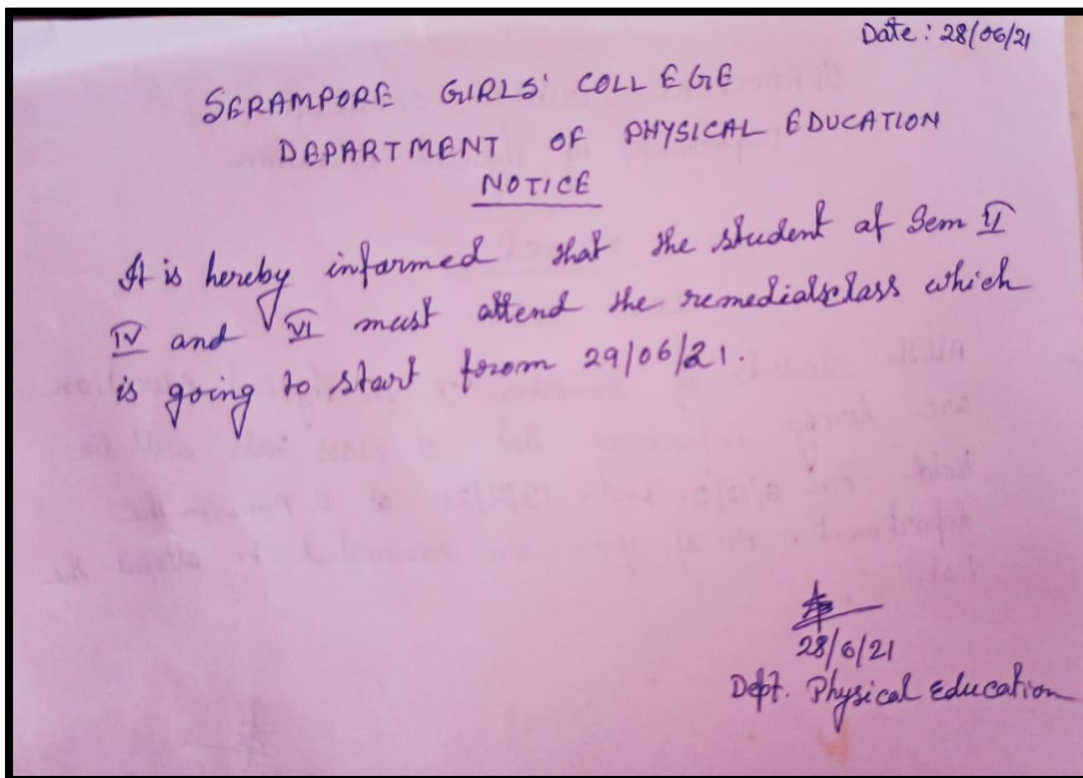 Date: 28/06/21
SERAMPORE GIRLS' COLLEGE
DEPARTMENT OF PHYSICAL EDUCATION
NOTICE
It is hereby informed that the student of Sem II
IV and VI must attend the remedialclass which
is going to start forom 29/06/21.
28/6/21
Dept. Physical Education